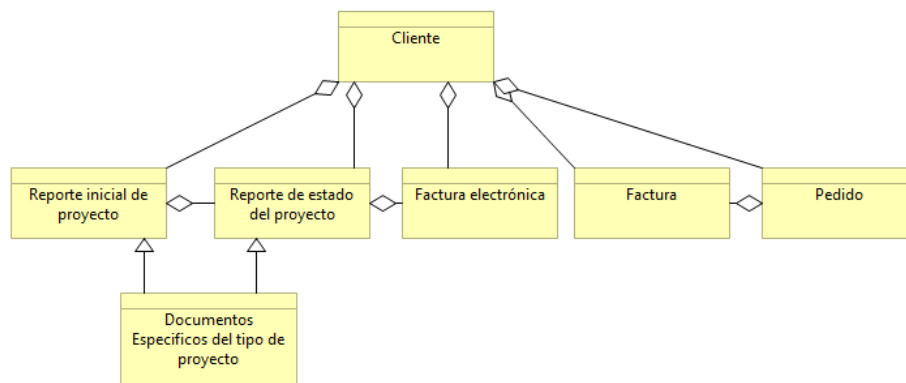 Cliente
Reporte inicial de
proyecto
Reporte de estado
del proyecto
Factura electrónica
Factura
Pedido
Documentos
Especificos del tipo de
proyecto